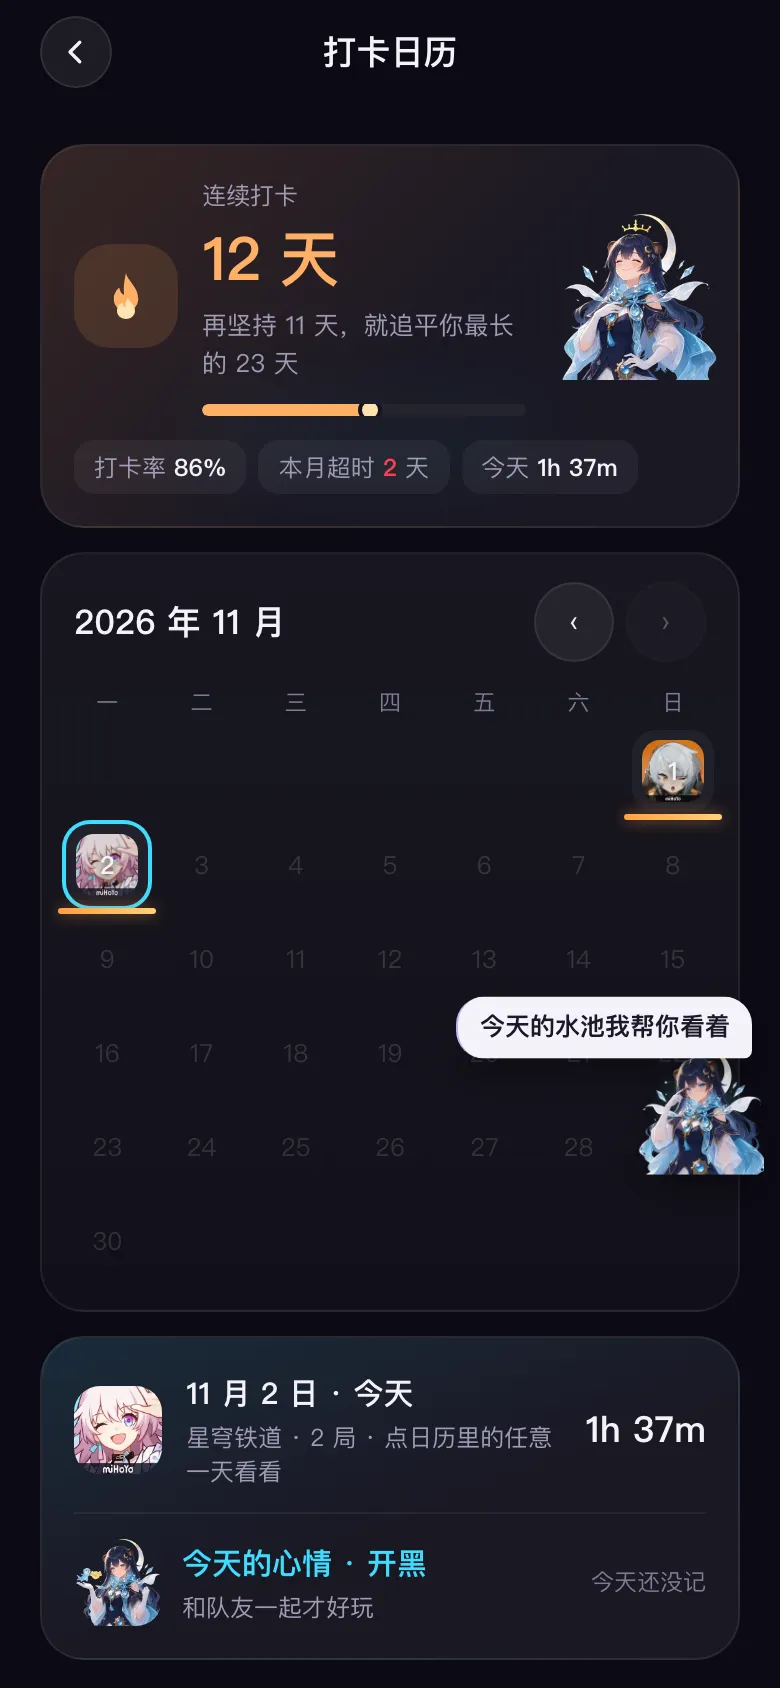 打卡日历
连续打卡
12 天
再坚持 11 天，就追平你最长
的 23 天
打卡率 86%
本月超时 2 天
今天 1h 37m
2026 年 11 月
一 二 三 四 五 六 日
1
miHoYo
2 3 4 5 6 7 8
miHoYo
9 10 11 12 13 14 15
今天的水池我帮你看着
16 17 18 19
23 24 25 26 27 28
30
11 月 2 日 · 今天
星穹铁道 · 2 局 · 点日历里的任意
一天看看
1h 37m
miHoYo
今天的心情 · 开黑
和队友一起才好玩
今天还没记